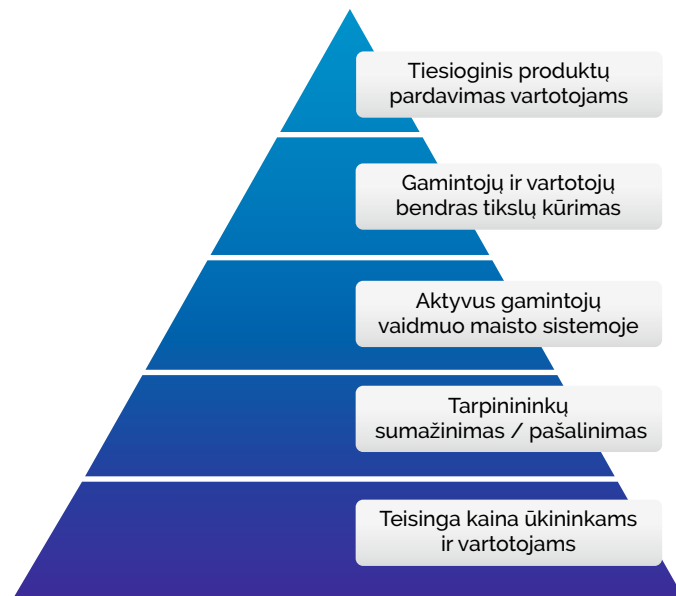 Tiesioginis produktų
pardavimas vartotojams
Gamintojų ir vartotojų
bendras tikslų kūrimas
Aktyvus gamintojų
vaidmuo maisto sistemoje
Tarpinininkų
sumažinimas / pašalinimas
Teisinga kaina ūkininkams
ir vartotojams